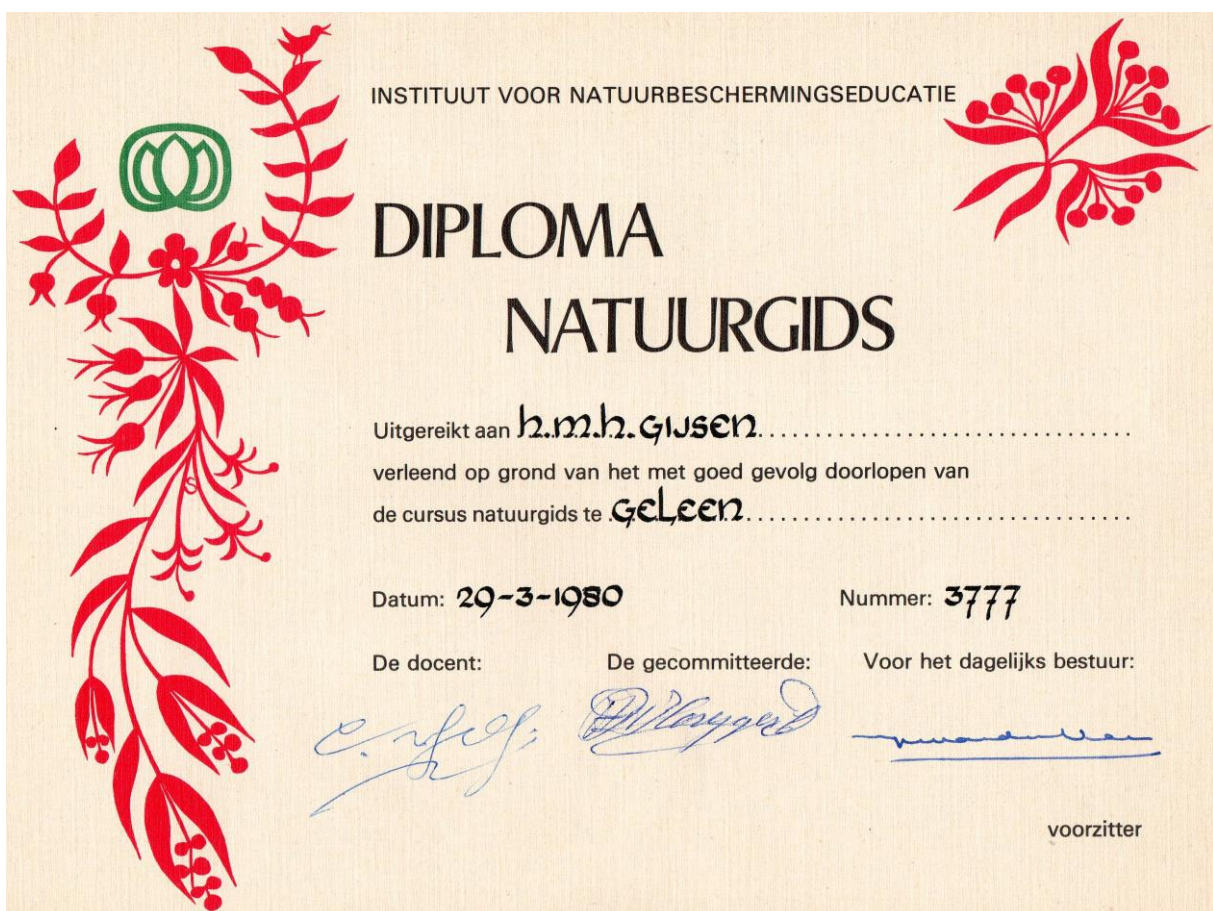 INSTITUUT VOOR NATUURBESCHERMINGSEDUCATIE
DIPLOMA
NATUURGIDS
Uitgereikt aan h.m.h. GIJSEN
verleend op grond van het met goed gevolg doorlopen van
de cursus natuurgids te GELEEN
Datum: 29-3-1980 Nummer: 3777
De docent: De gecommitteerde: Voor het dagelijks bestuur:
voorzitter